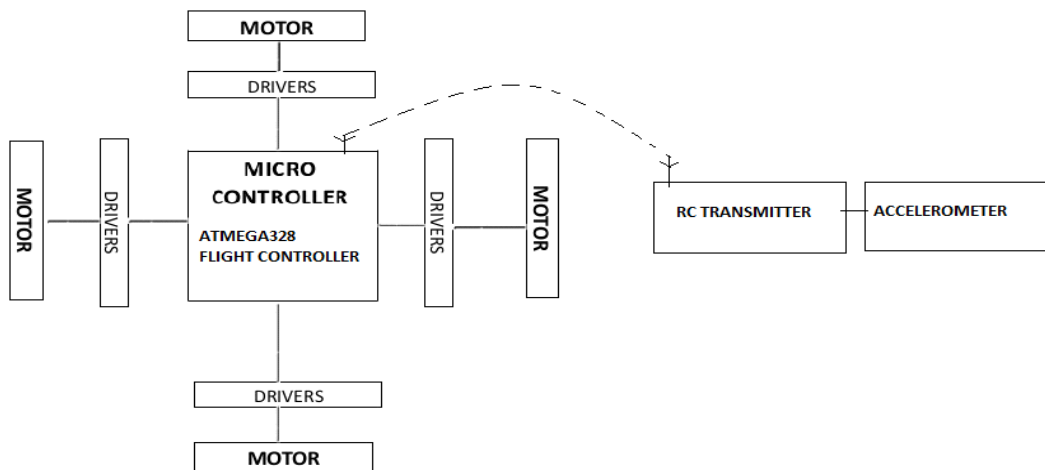 MOTOR
DRIVERS
MOTOR
DRIVERS
MICRO
CONTROLLER
ATMEGA328
FLIGHT CONTROLLER
DRIVERS
MOTOR
RC TRANSMITTER
ACCELEROMETER
DRIVERS
MOTOR